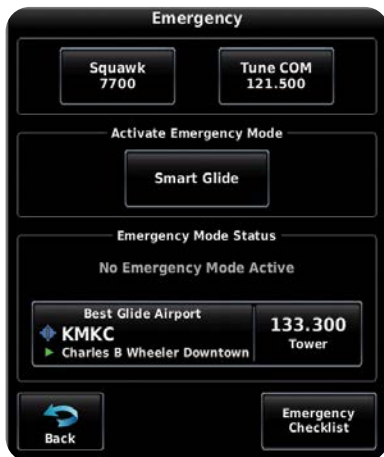 Emergency
Squawk
7700
Tune COM
121.500
Activate Emergency Mode
Smart Glide
Emergency Mode Status
No Emergency Mode Active
Best Glide Airport
KMKC
Charles B Wheeler Downtown
133.300
Tower
Back
Emergency
Checklist